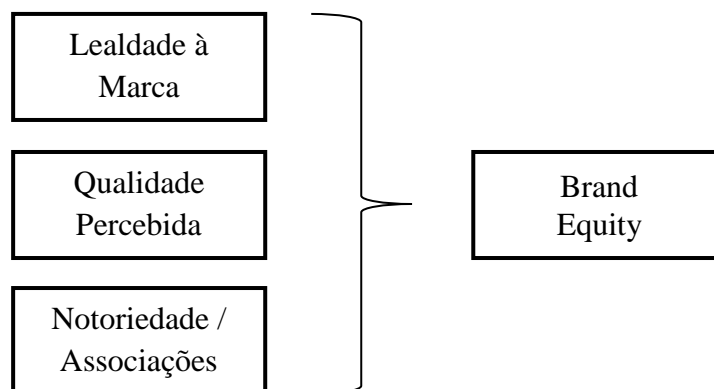 Lealdade à
Marca
Qualidade
Percebida
Brand
Equity
Notoriedade /
Associações